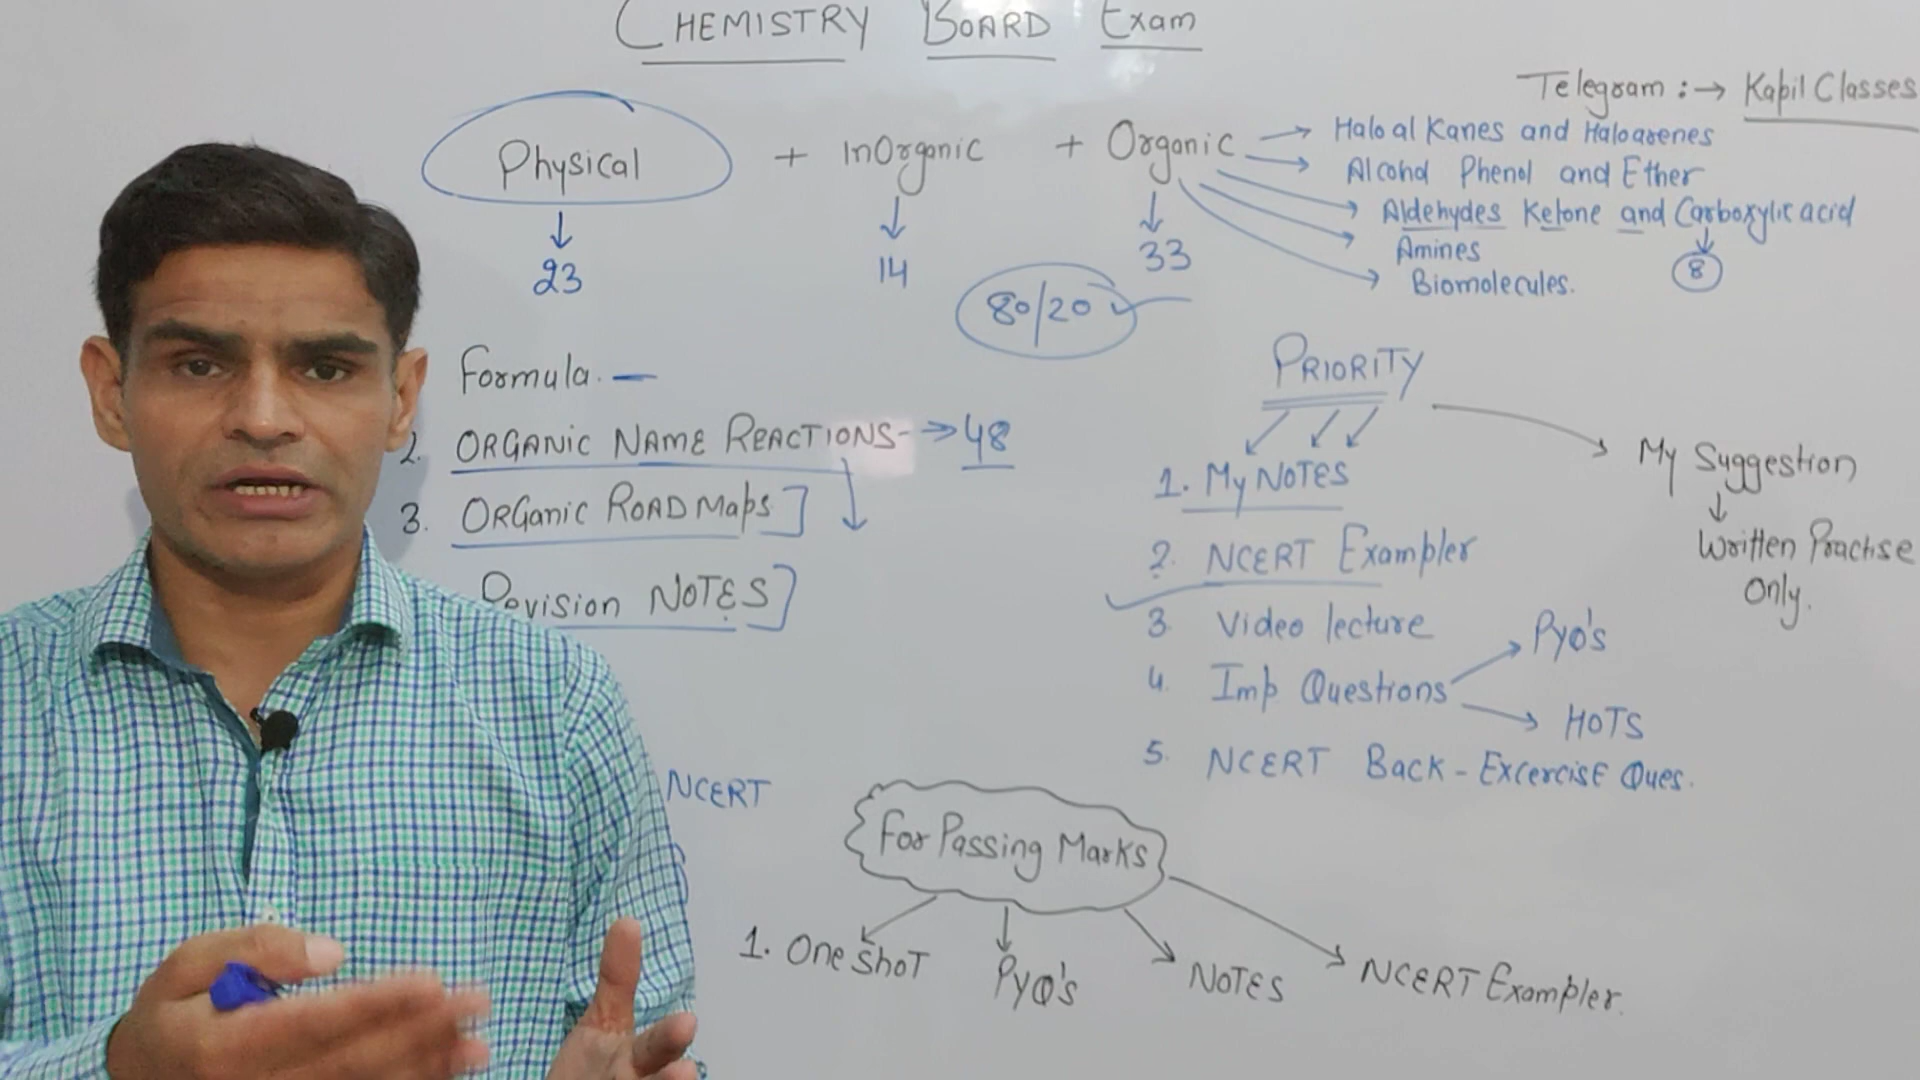 CHEMISTRY BOARD Exam
Telegram :→ Kapil Classes
Physical + InOrganic + Organic
23
14
33
Halo alkanes and Haloarenes
Alcohol Phenol and Ether
Aldehydes Ketone and Carboxylic acid
Amines
8
Biomolecules.
80/20
Formula.
2. ORGANIC NAME REACTIONS → 48
3. ORGanic ROAD Maps
Revision NOTES
NCERT
PRIORITY
1. My NOTES
2. NCERT Exampler
3. Video lecture
4. Imp Questions
Pyo's
HOTS
5. NCERT Back - ExcerciSE Ques.
My Suggestion
Written Practise
Only.
For Passing Marks
1. One ShoT
PyQ's
NOTES
NCERT Exampler.